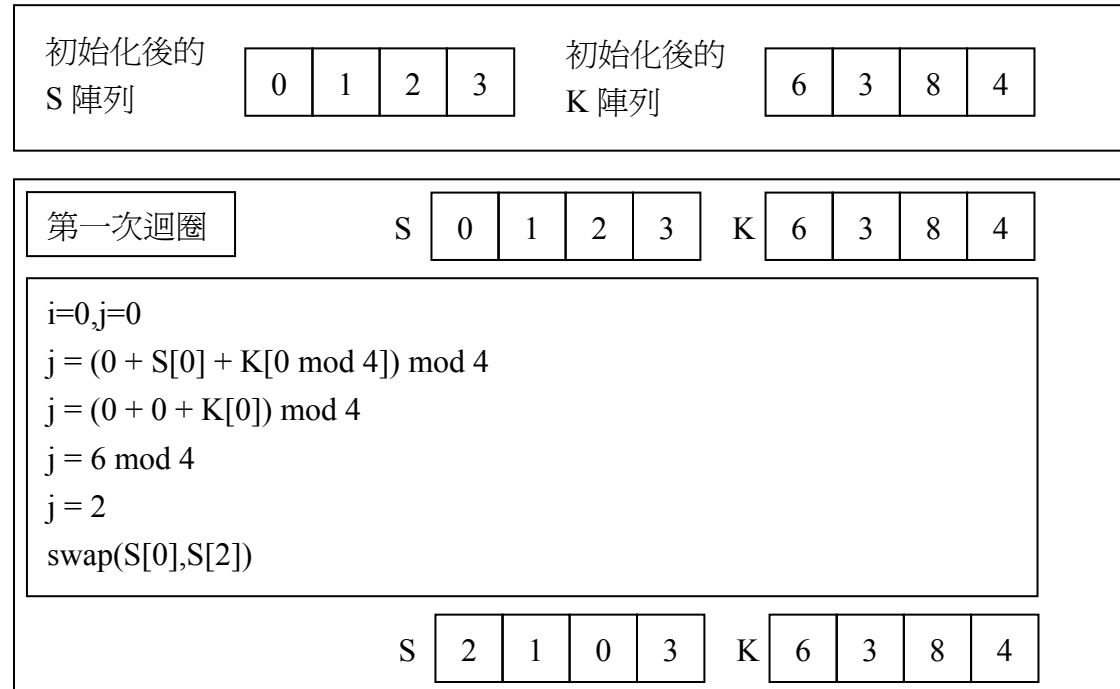 初始化後的
S 陣列
0 1 2 3
初始化後的
K 陣列
6 3 8 4
第一次迴圈
S 0 1 2 3 K 6 3 8 4
i=0,j=0
j = (0 + S[0] + K[0 mod 4]) mod 4
j = (0 + 0 + K[0]) mod 4
j = 6 mod 4
j = 2
swap(S[0],S[2])
S 2 1 0 3 K 6 3 8 4